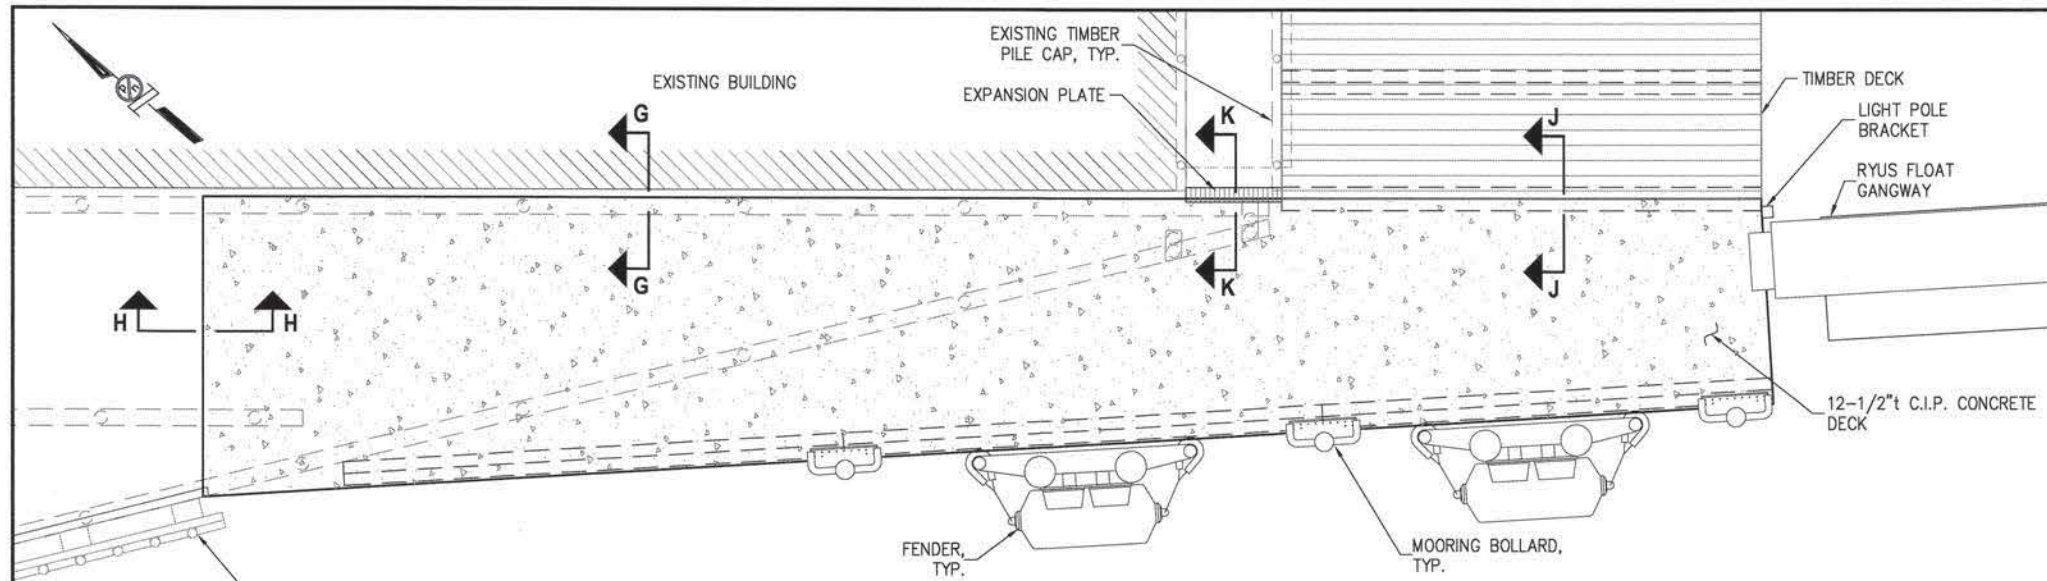 EXISTING TIMBER
PILE CAP, TYP.
EXISTING BUILDING
EXPANSION PLATE
TIMBER DECK
LIGHT POLE
BRACKET
RYUS FLOAT
GANGWAY
G
K
J
G
K
J
H
H
12-1/2"t C.I.P. CONCRETE
DECK
FENDER,
TYP.
MOORING BOLLARD,
TYP.